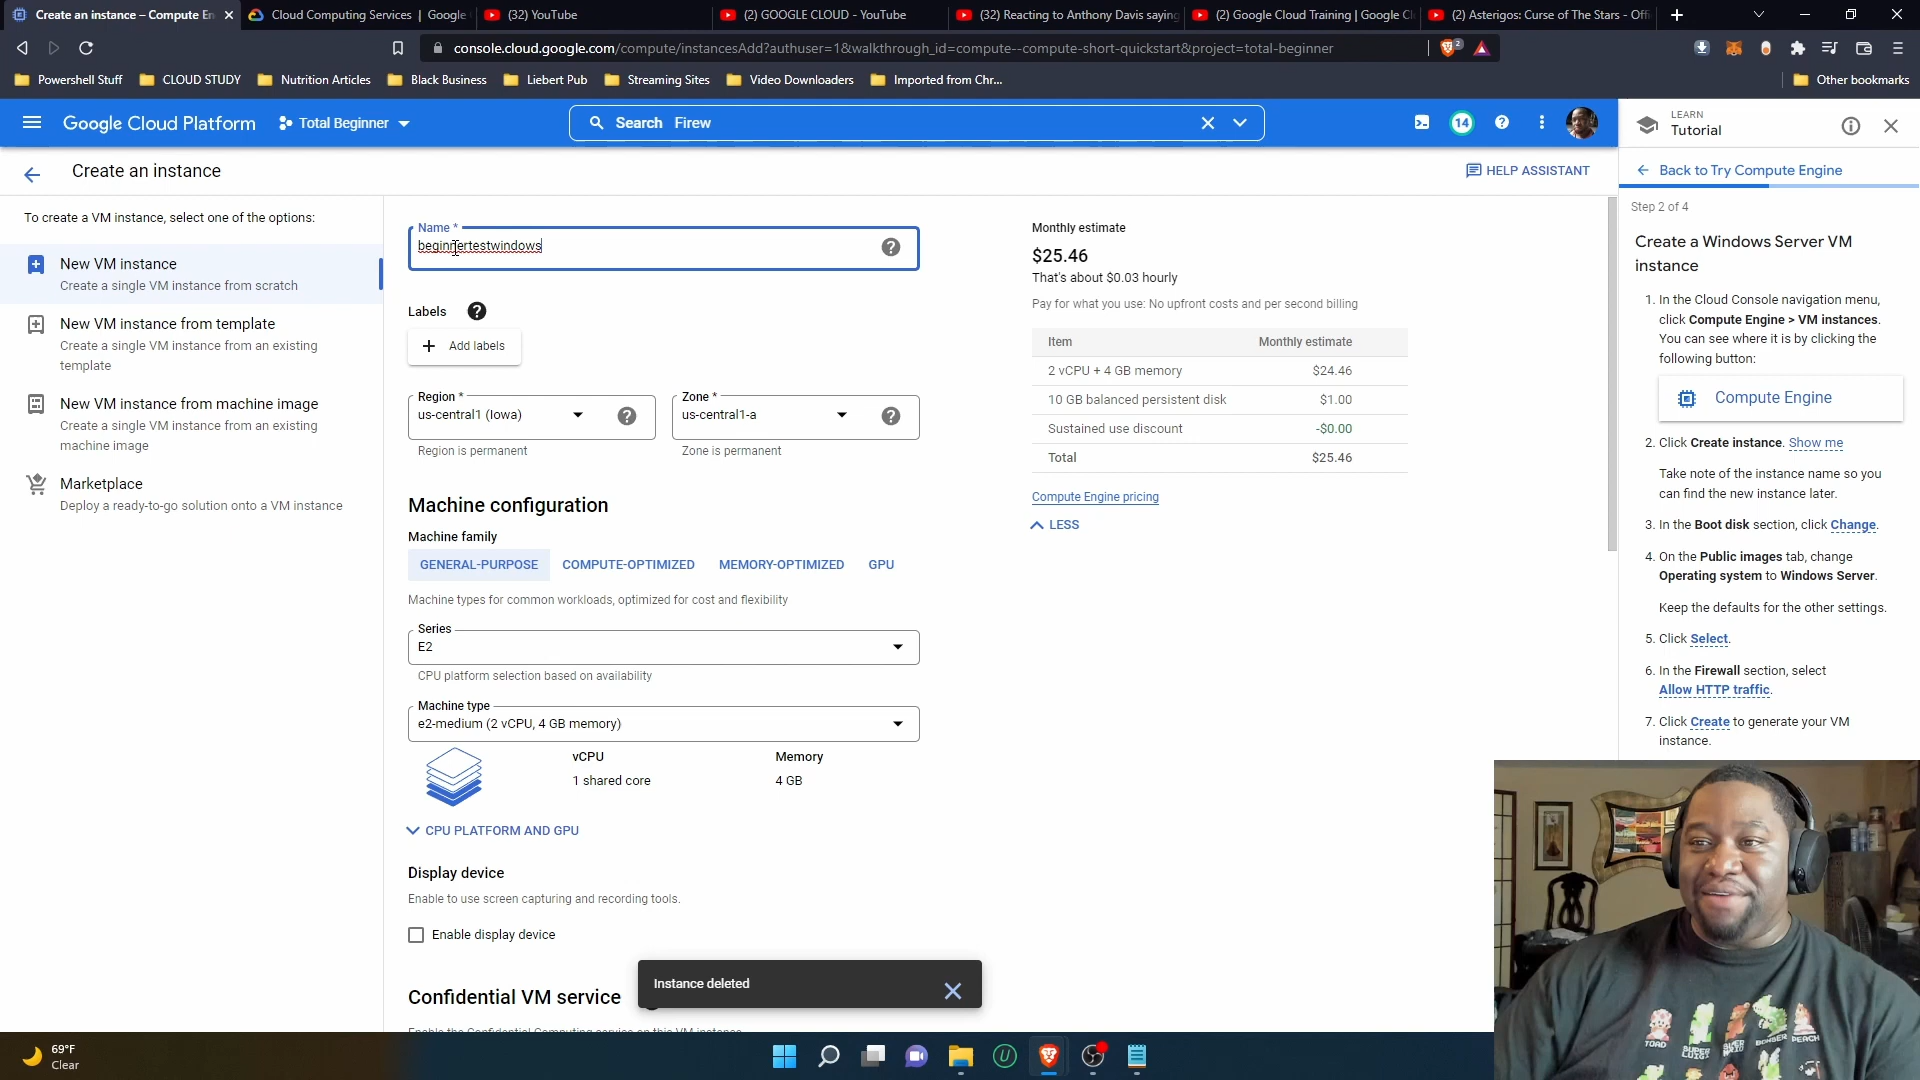 Create an instance – Compute En
Cloud Computing Services | Google
(32) YouTube
(2) GOOGLE CLOUD - YouTube
(32) Reacting to Anthony Davis saying
(2) Google Cloud Training | Google Cl
(2) Asterigos: Curse of The Stars - Offi
console.cloud.google.com/compute/instancesAdd?authuser=1&walkthrough_id=compute--compute-short-quickstart&project=total-beginner
2
Powershell Stuff
CLOUD STUDY
Nutrition Articles
Black Business
Liebert Pub
Streaming Sites
Video Downloaders
Imported from Chr...
Other bookmarks
Google Cloud Platform
Total Beginner
Search Firew
14
LEARN
Tutorial
Create an instance
HELP ASSISTANT
Back to Try Compute Engine
To create a VM instance, select one of the options:
New VM instance
Create a single VM instance from scratch
New VM instance from template
Create a single VM instance from an existing
template
New VM instance from machine image
Create a single VM instance from an existing
machine image
Marketplace
Deploy a ready-to-go solution onto a VM instance
Name *
beginnertestwindows
Labels
Add labels
Region *
us-central1 (Iowa)
Region is permanent
Zone *
us-central1-a
Zone is permanent
Machine configuration
Machine family
GENERAL-PURPOSE
COMPUTE-OPTIMIZED
MEMORY-OPTIMIZED
GPU
Machine types for common workloads, optimized for cost and flexibility
Series
E2
CPU platform selection based on availability
Machine type
e2-medium (2 vCPU, 4 GB memory)
vCPU
Memory
1 shared core
4 GB
CPU PLATFORM AND GPU
Display device
Enable to use screen capturing and recording tools.
Enable display device
Confidential VM service
Instance deleted
Monthly estimate
$25.46
That's about $0.03 hourly
Pay for what you use: No upfront costs and per second billing
Item Monthly estimate
2 vCPU + 4 GB memory $24.46
10 GB balanced persistent disk $1.00
Sustained use discount -$0.00
Total $25.46
Compute Engine pricing
LESS
Step 2 of 4
Create a Windows Server VM
instance
1. In the Cloud Console navigation menu,
click Compute Engine > VM instances.
You can see where it is by clicking the
following button:
Compute Engine
2. Click Create instance. Show me
Take note of the instance name so you
can find the new instance later.
3. In the Boot disk section, click Change.
4. On the Public images tab, change
Operating system to Windows Server.
Keep the defaults for the other settings.
5. Click Select.
6. In the Firewall section, select
Allow HTTP traffic.
7. Click Create to generate your VM
instance.
TOAD
SUPER
LUIGI
PEACH
69°F
Clear